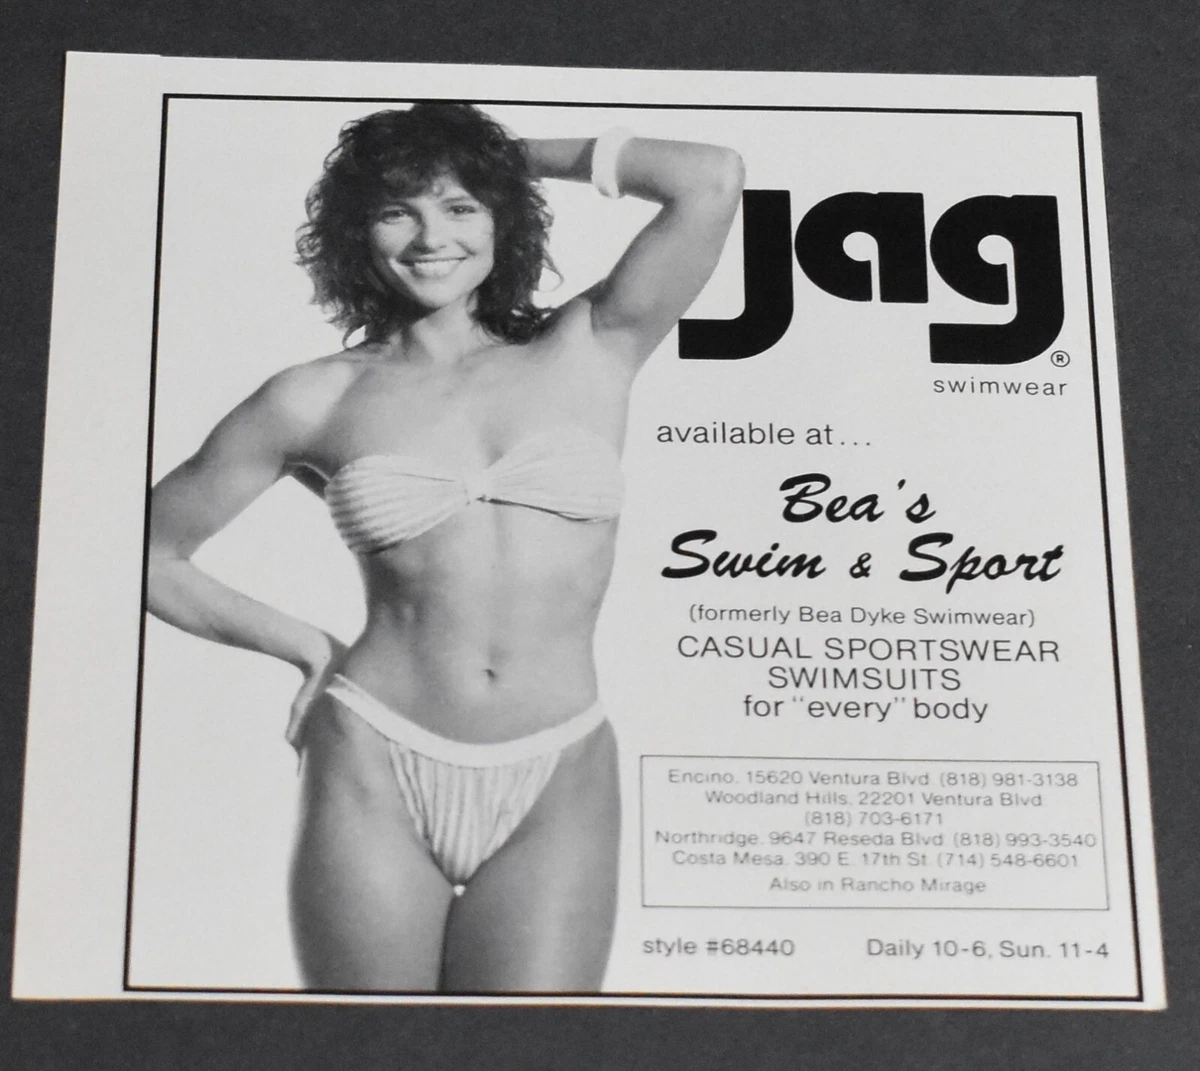 jag®
swimwear
available at...
Bea's
Swim & Sport
(formerly Bea Dyke Swimwear)
CASUAL SPORTSWEAR
SWIMSUITS
for "every" body
Encino. 15620 Ventura Blvd. (818) 981-3138
Woodland Hills. 22201 Ventura Blvd.
(818) 703-6171
Northridge. 9647 Reseda Blvd. (818) 993-3540
Costa Mesa. 390 E. 17th St. (714) 548-6601
Also in Rancho Mirage
style #68440 Daily 10-6, Sun. 11-4